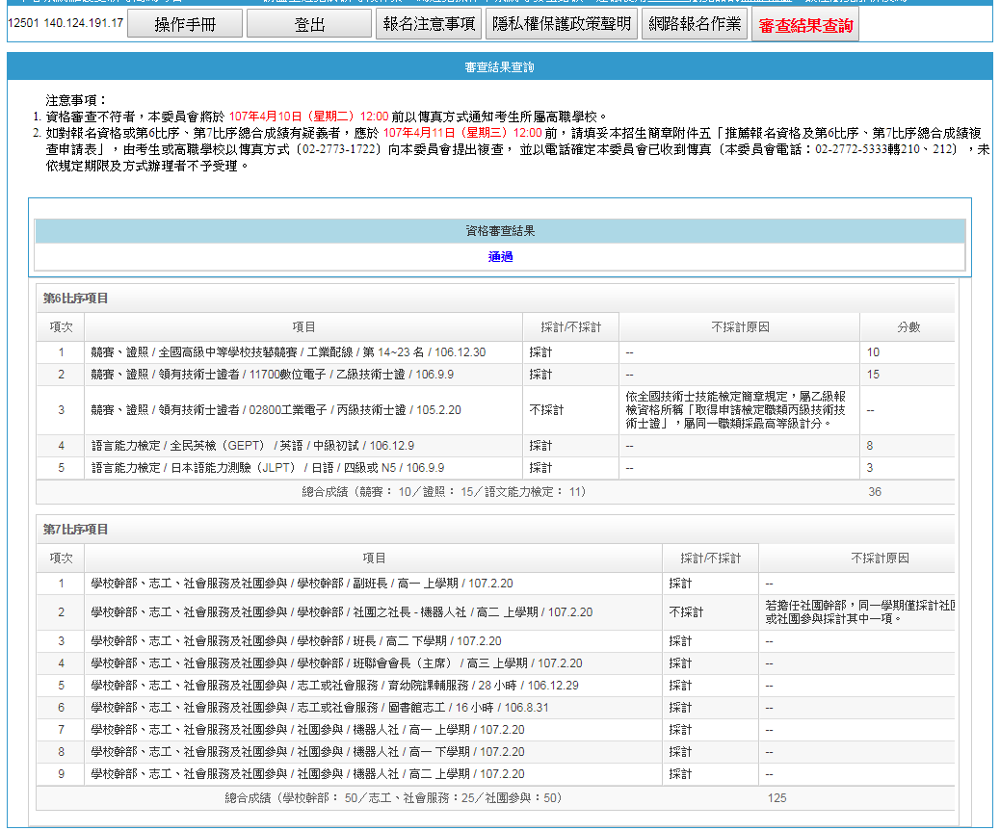 12501 140.124.191.17 操作手冊 登出 報名注意事項 隱私權保護政策聲明 網路報名作業 審查結果查詢
審查結果查詢
注意事項：
1. 資格審查不符者，本委員會將於 107年4月10日（星期二）12:00 前以傳真方式通知考生所屬高職學校。
2. 如對報名資格或第6比序、第7比序總合成績有疑義者，應於 107年4月11日（星期三）12:00 前，請填妥本招生簡章附件五「推薦報名資格及第6比序、第7比序總合成績複
查申請表」，由考生或高職學校以傳真方式（02-2773-1722）向本委員會提出複查， 並以電話確定本委員會已收到傳真（本委員會電話：02-2772-5333轉210、212），未
依規定期限及方式辦理者不予受理。
資格審查結果
通過
第6比序項目
項次 項目 採計/不採計 不採計原因 分數
1 競賽、證照 / 全國高級中等學校技藝競賽 / 工業配線 / 第 14~23 名 / 106.12.30 採計 -- 10
2 競賽、證照 / 領有技術士證者 / 11700數位電子 / 乙級技術士證 / 106.9.9 採計 -- 15
3 競賽、證照 / 領有技術士證者 / 02800工業電子 / 丙級技術士證 / 105.2.20 不採計 依全國技術士技能檢定簡章規定，屬乙級報
檢資格所稱「取得申請檢定職類丙級技術技
術士證」，屬同一職類採最高等級計分。 --
4 語言能力檢定 / 全民英檢（GEPT） / 英語 / 中級初試 / 106.12.9 採計 -- 8
5 語言能力檢定 / 日本語能力測驗（JLPT） / 日語 / 四級或 N5 / 106.9.9 採計 -- 3
總合成績（競賽： 10／證照： 15／語文能力檢定： 11） 36
第7比序項目
項次 項目 採計/不採計 不採計原因
1 學校幹部、志工、社會服務及社團參與 / 學校幹部 / 副班長 / 高一 上學期 / 107.2.20 採計 --
2 學校幹部、志工、社會服務及社團參與 / 學校幹部 / 社團之社長 - 機器人社 / 高二 上學期 / 107.2.20 不採計 若擔任社團幹部，同一學期僅採計社
或社團參與採計其中一項。
3 學校幹部、志工、社會服務及社團參與 / 學校幹部 / 班長 / 高二 下學期 / 107.2.20 採計 --
4 學校幹部、志工、社會服務及社團參與 / 學校幹部 / 班聯會會長（主席） / 高三 上學期 / 107.2.20 採計 --
5 學校幹部、志工、社會服務及社團參與 / 志工或社會服務 / 育幼院課輔服務 / 28 小時 / 106.12.29 採計 --
6 學校幹部、志工、社會服務及社團參與 / 志工或社會服務 / 圖書館志工 / 16 小時 / 106.8.31 採計 --
7 學校幹部、志工、社會服務及社團參與 / 社團參與 / 機器人社 / 高一 上學期 / 107.2.20 採計 --
8 學校幹部、志工、社會服務及社團參與 / 社團參與 / 機器人社 / 高一 下學期 / 107.2.20 採計 --
9 學校幹部、志工、社會服務及社團參與 / 社團參與 / 機器人社 / 高二 上學期 / 107.2.20 採計 --
總合成績（學校幹部： 50／志工、社會服務：25／社團參與：50） 125